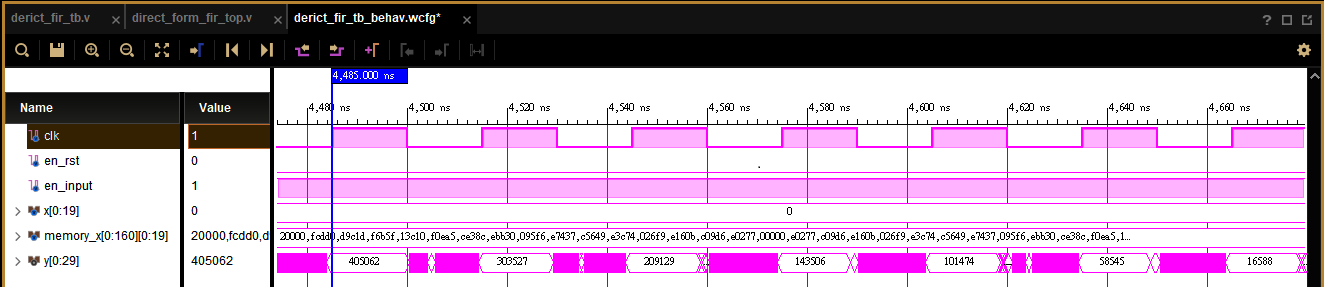 derict_fir_tb.v × direct_form_fir_top.v × derict_fir_tb_behav.wcfg* ×
4,485.000 ns
Name Value
4,480 ns 4,500 ns 4,520 ns 4,540 ns 4,560 ns 4,580 ns 4,600 ns 4,620 ns 4,640 ns 4,660 ns
clk 1
en_rst 0
en_input 1
x[0:19] 0 0
memory_x[0:160][0:19] 20000,fcdd0,d 20000,fcdd0,d9c1d,f6b5f,13c10,f0ea5,ce38c,ebb30,095f6,e7437,c5649,e3c74,026f9,e160b,c09d6,e0277,00000,e0277,c09d6,e160b,026f9,e3c74,c5649,e7437,095f6,ebb30,ce38c,f0ea5,1...
y[0:29] 405062 405062 303527 209129 143506 101474 58545 16588